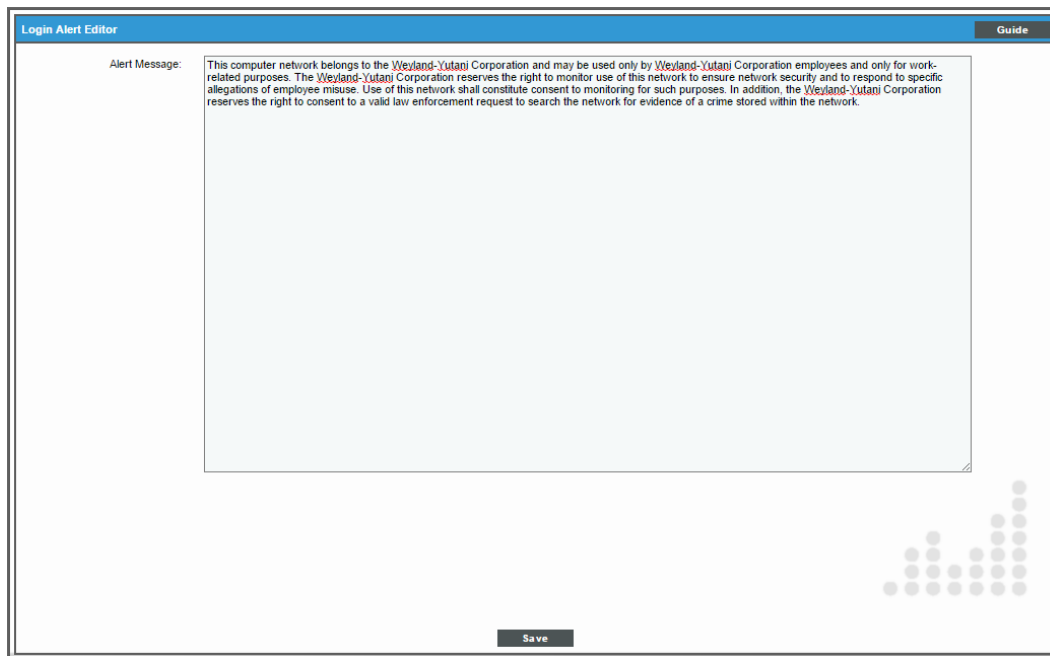 Login Alert Editor
Guide
Alert Message:
This computer network belongs to the Weyland-Yutani Corporation and may be used only by Weyland-Yutani Corporation employees and only for work-
related purposes. The Weyland-Yutani Corporation reserves the right to monitor use of this network to ensure network security and to respond to specific
allegations of employee misuse. Use of this network shall constitute consent to monitoring for such purposes. In addition, the Weyland-Yutani Corporation
reserves the right to consent to a valid law enforcement request to search the network for evidence of a crime stored within the network.
Save